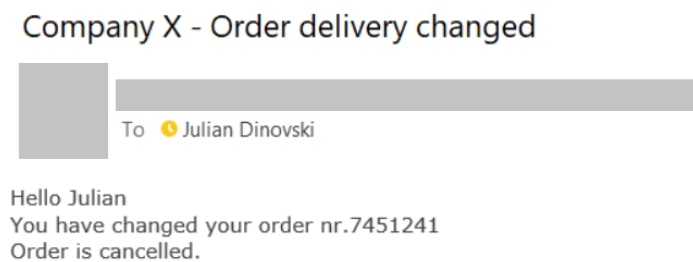 Company X - Order delivery changed
To Julian Dinovski
Hello Julian
You have changed your order nr.7451241
Order is cancelled.